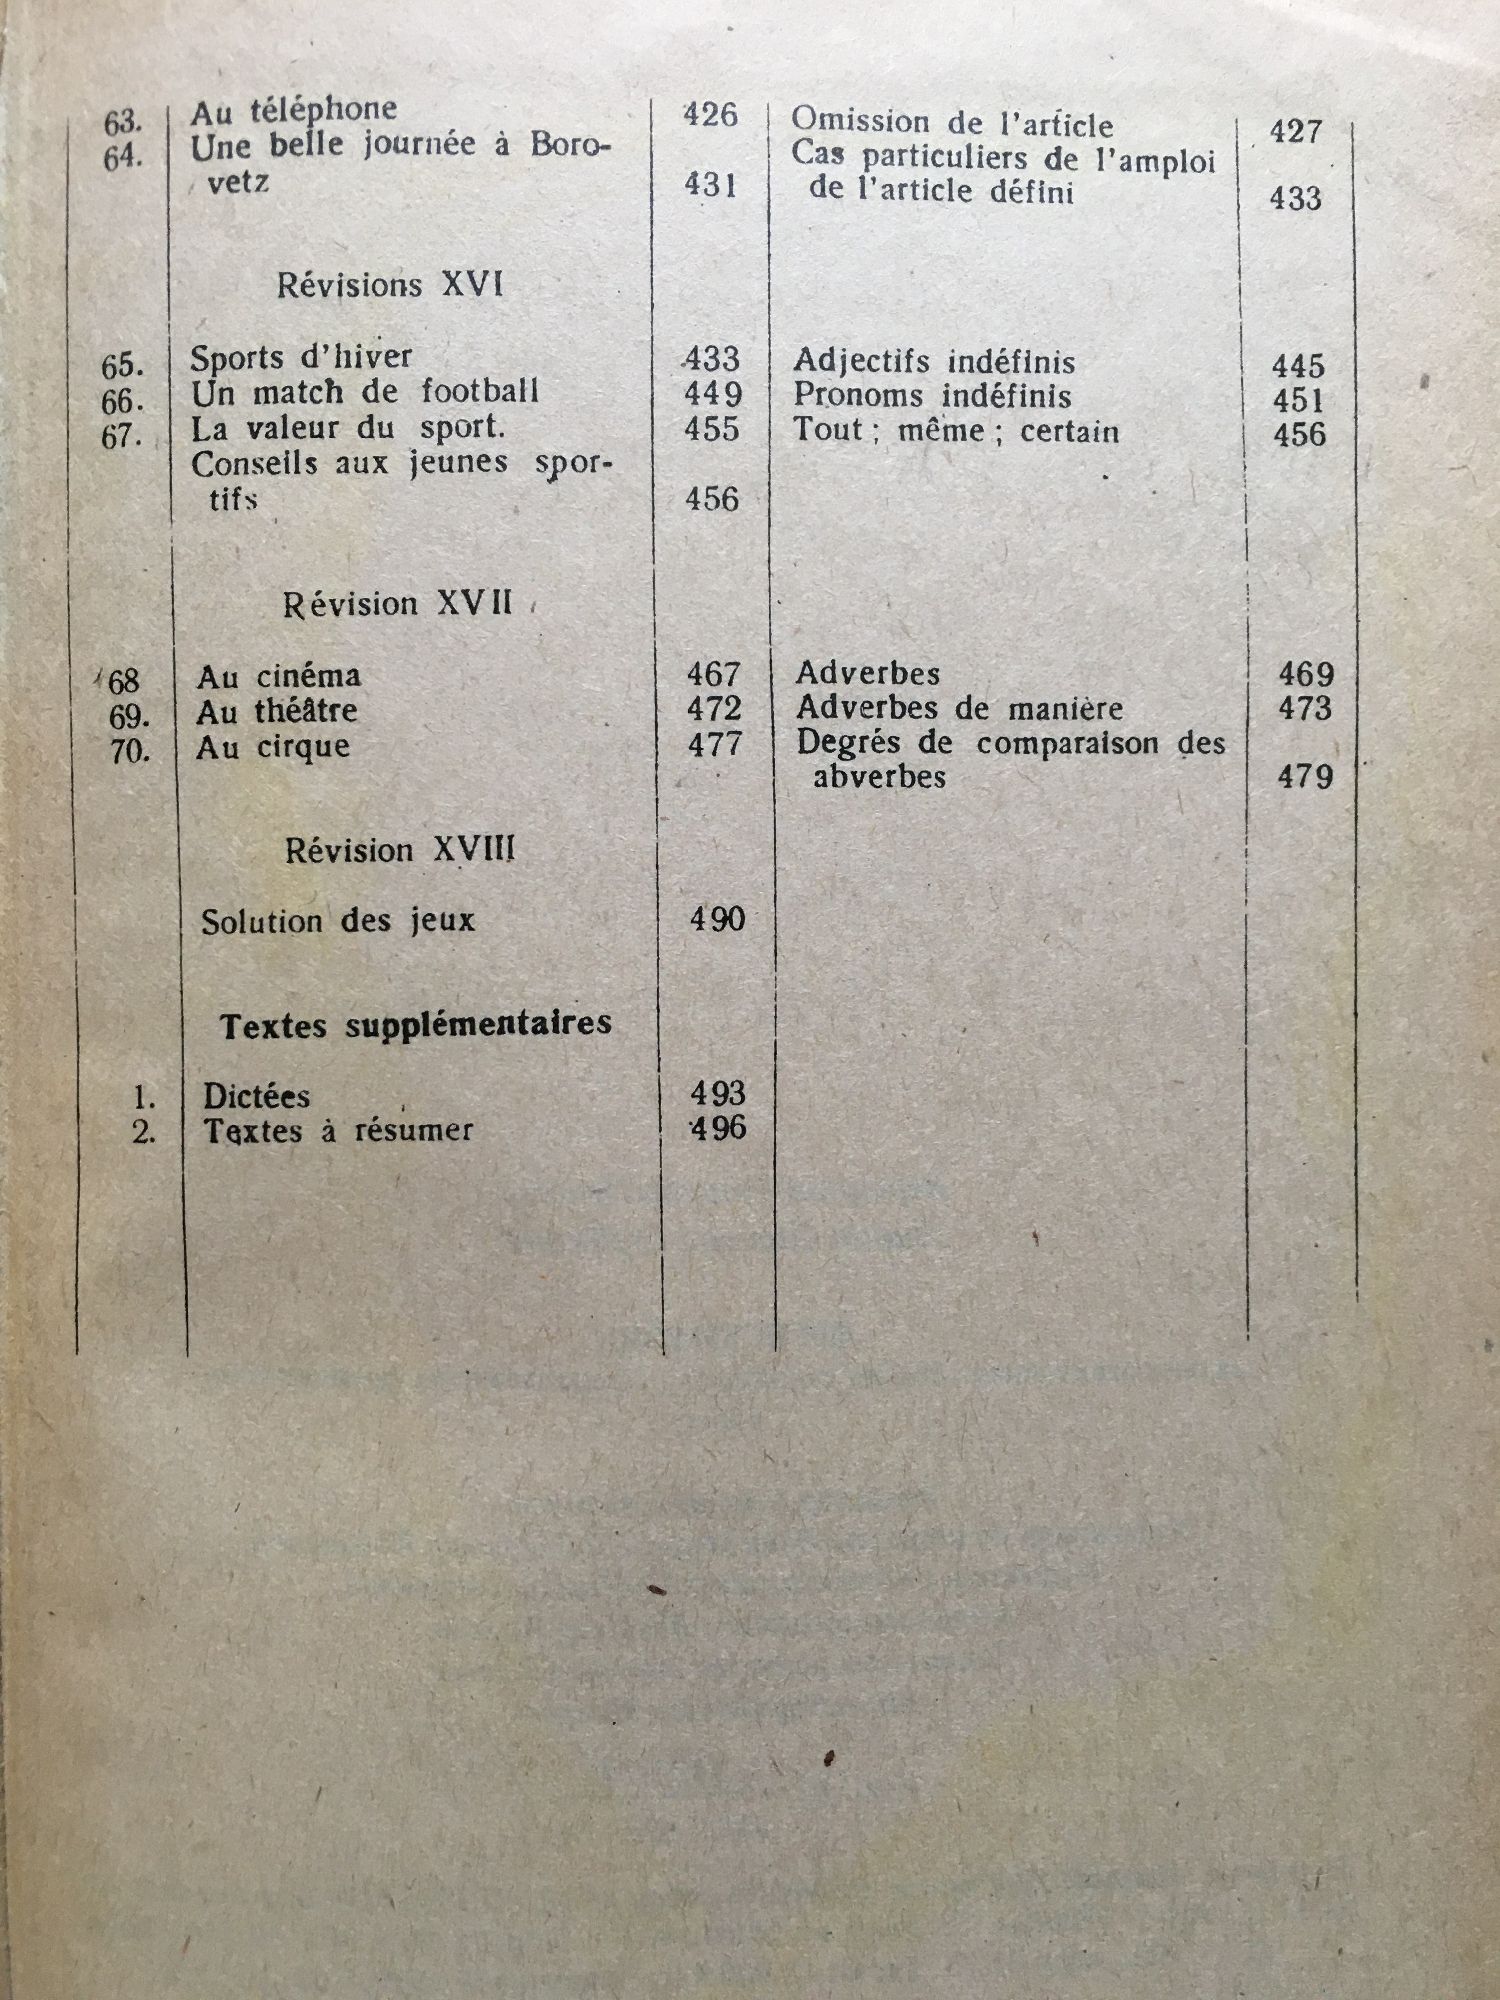 63. Au téléphone 426 Omission de l'article 427
64. Une belle journée à Boro- Cas particuliers de l'amploi
vetz 431 de l'article défini 433
Révisions XVI
65. Sports d'hiver 433 Adjectifs indéfinis 445
66. Un match de football 449 Pronoms indéfinis 451
67. La valeur du sport. 455 Tout ; même ; certain 456
Conseils aux jeunes spor-
tifs 456
Révision XVII
68 Au cinéma 467 Adverbes 469
69. Au théâtre 472 Adverbes de manière 473
70. Au cirque 477 Degrés de comparaison des
abverbes 479
Révision XVIII
Solution des jeux 490
Textes supplémentaires
1. Dictées 493
2. Textes à résumer 496